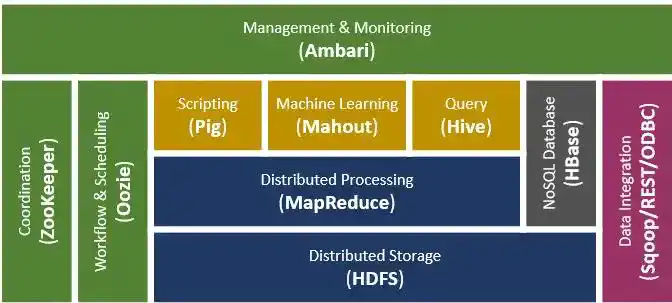 Management & Monitoring
(Ambari)
Coordination
(ZooKeeper)
Workflow & Scheduling
(Oozie)
Scripting
(Pig)
Machine Learning
(Mahout)
Query
(Hive)
NoSQL Database
(HBase)
Data Integration
(Sqoop/REST/ODBC)
Distributed Processing
(MapReduce)
Distributed Storage
(HDFS)